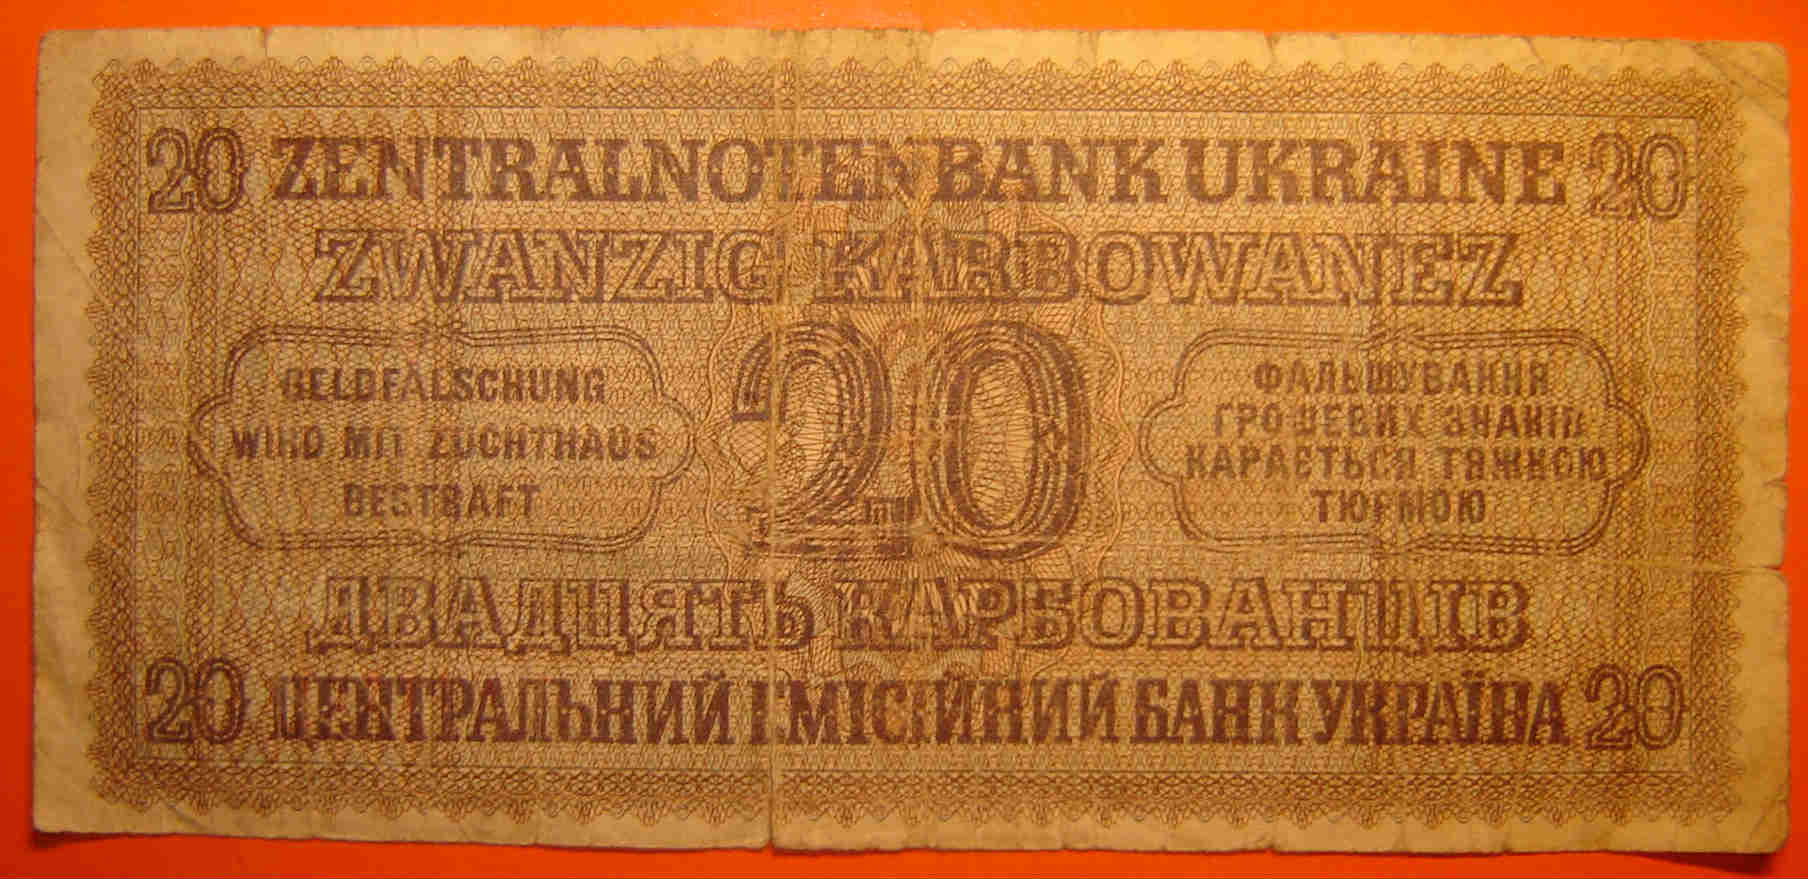 20 ZENTRALNOTENBANK UKRAINE 20
ZWANZIG KARBOWANEZ
GELDFÄLSCHUNG
WIRD MIT ZUCHTHAUS
BESTRAFT
20
ФАЛЬШУВАННЯ
ГРОШЕВИХ ЗНАКІВ
КАРАЄТЬСЯ ТЯЖКОЮ
ТЮРМОЮ
ДВАДЦЯТЬ КАРБОВАНЦІВ
20 ЦЕНТРАЛЬНИЙ ЕМІСІЙНИЙ БАНК УКРАЇНА 20